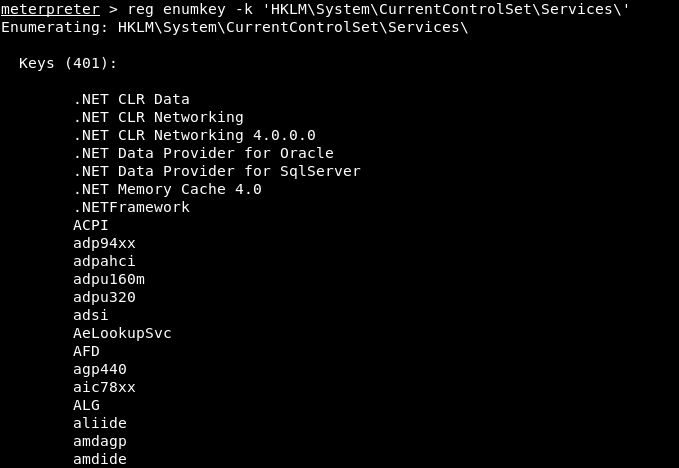 meterpreter > reg enumkey -k 'HKLM\System\CurrentControlSet\Services\'
Enumerating: HKLM\System\CurrentControlSet\Services\
Keys (401):
.NET CLR Data
.NET CLR Networking
.NET CLR Networking 4.0.0.0
.NET Data Provider for Oracle
.NET Data Provider for SqlServer
.NET Memory Cache 4.0
.NETFramework
ACPI
adp94xx
adpahci
adpu160m
adpu320
adsi
AeLookupSvc
AFD
agp440
aic78xx
ALG
aliide
amdagp
amdide